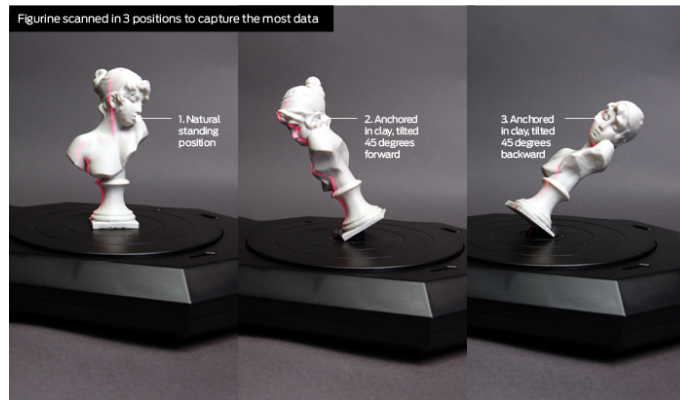 Figurine scanned in 3 positions to capture the most data
1. Natural
standing
position
2. Anchored
in clay, tilted
45 degrees
forward
3. Anchored
in clay, tilted
45 degrees
backward